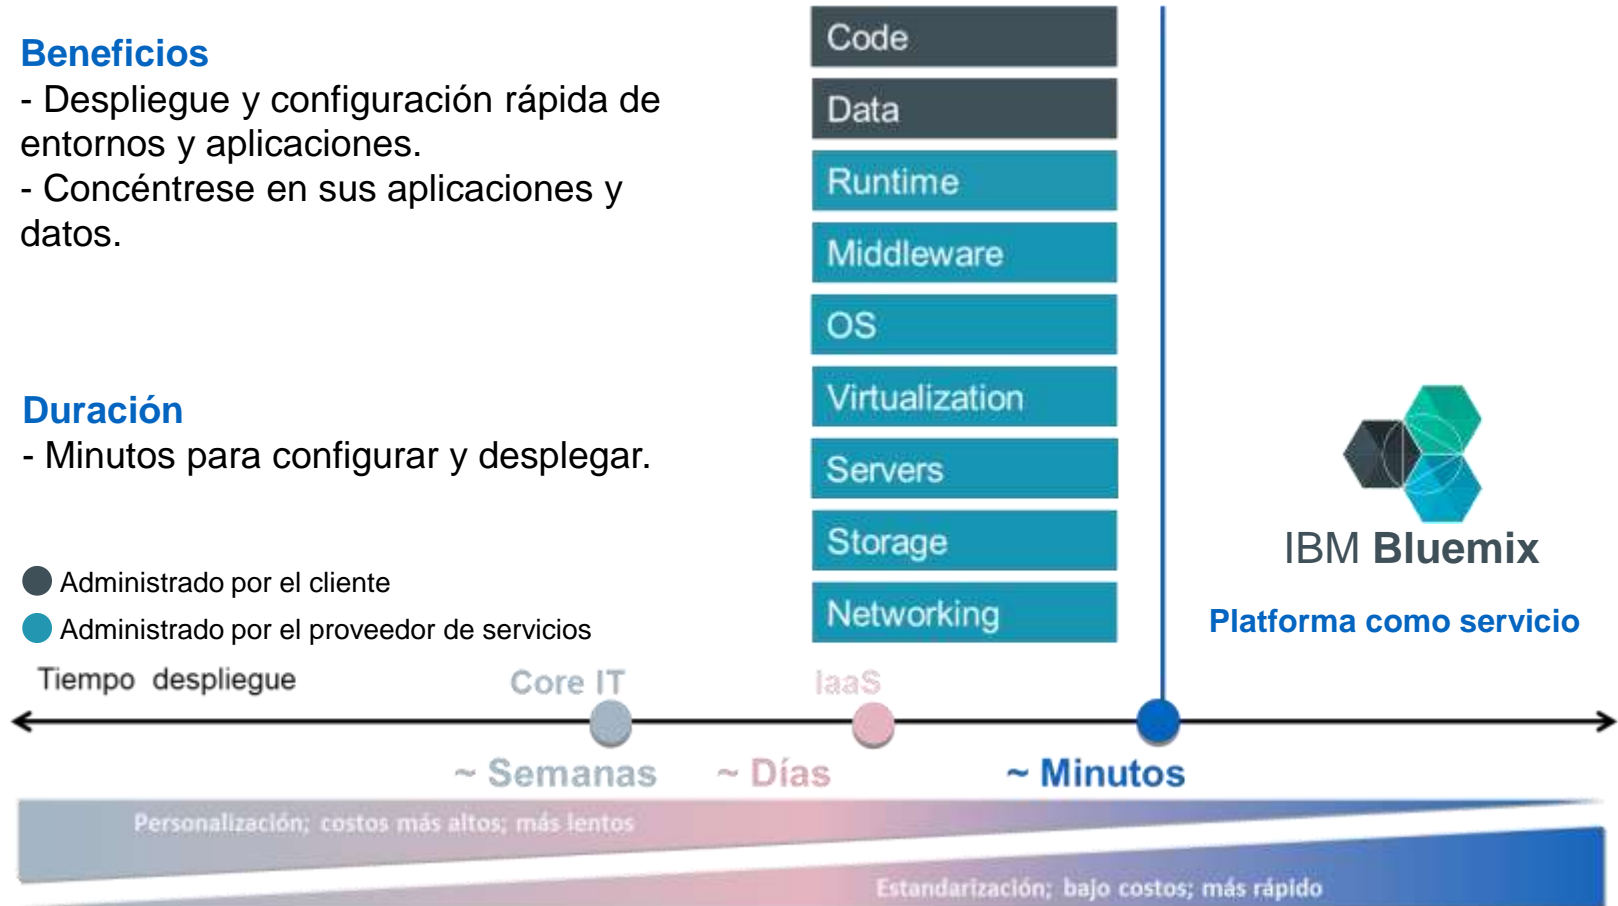 Beneficios
- Despliegue y configuración rápida de
entornos y aplicaciones.
- Concéntrese en sus aplicaciones y
datos.
Duración
- Minutos para configurar y desplegar.
Administrado por el cliente
Administrado por el proveedor de servicios
Code
Data
Runtime
Middleware
OS
Virtualization
Servers
Storage
Networking
IBM Bluemix
Platforma como servicio
Tiempo despliegue
Core IT
IaaS
~ Semanas
~ Días
~ Minutos
Personalización; costos más altos; más lentos
Estandarización; bajo costos; más rápido